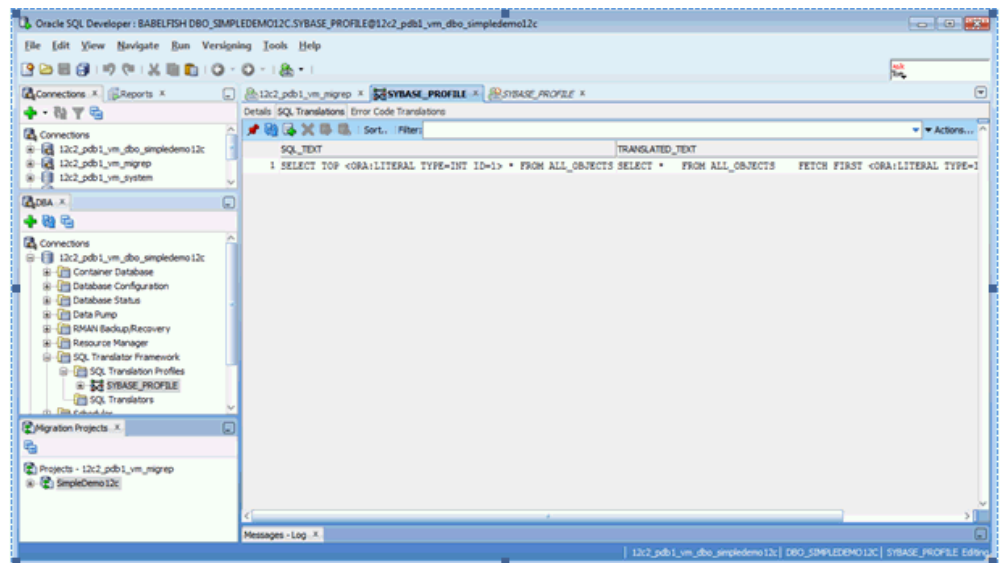 Oracle SQL Developer : BABELFISH DBO_SIMPLEDEMO12C.SYBASE_PROFILE@12c2_pdb1_vm_dbo_simpledemo12c
File Edit View Navigate Run Versioning Tools Help
Connections Reports
12c2_pdb1_vm_migrep SYBASE_PROFILE SYBASE_PROFILE
Details SQL Translations Error Code Translations
Sort.. Filter: Actions...
SQL_TEXT TRANSLATED_TEXT
1 SELECT TOP <ORA:LITERAL TYPE=INT ID=1> * FROM ALL_OBJECTS SELECT * FROM ALL_OBJECTS FETCH FIRST <ORA:LITERAL TYPE=I
Connections
12c2_pdb1_vm_dbo_simpledemo12c
12c2_pdb1_vm_migrep
12c2_pdb1_vm_system
DBA
Connections
12c2_pdb1_vm_dbo_simpledemo12c
Container Database
Database Configuration
Database Status
Data Pump
RMAN Backup/Recovery
Resource Manager
SQL Translator Framework
SQL Translation Profiles
SYBASE_PROFILE
SQL Translators
Scheduler
Migration Projects
Projects - 12c2_pdb1_vm_migrep
SimpleDemo12c
Messages - Log
12c2_pdb1_vm_dbo_simpledemo12c| DBO_SIMPLEDEMO12C| SYBASE_PROFILE Editing